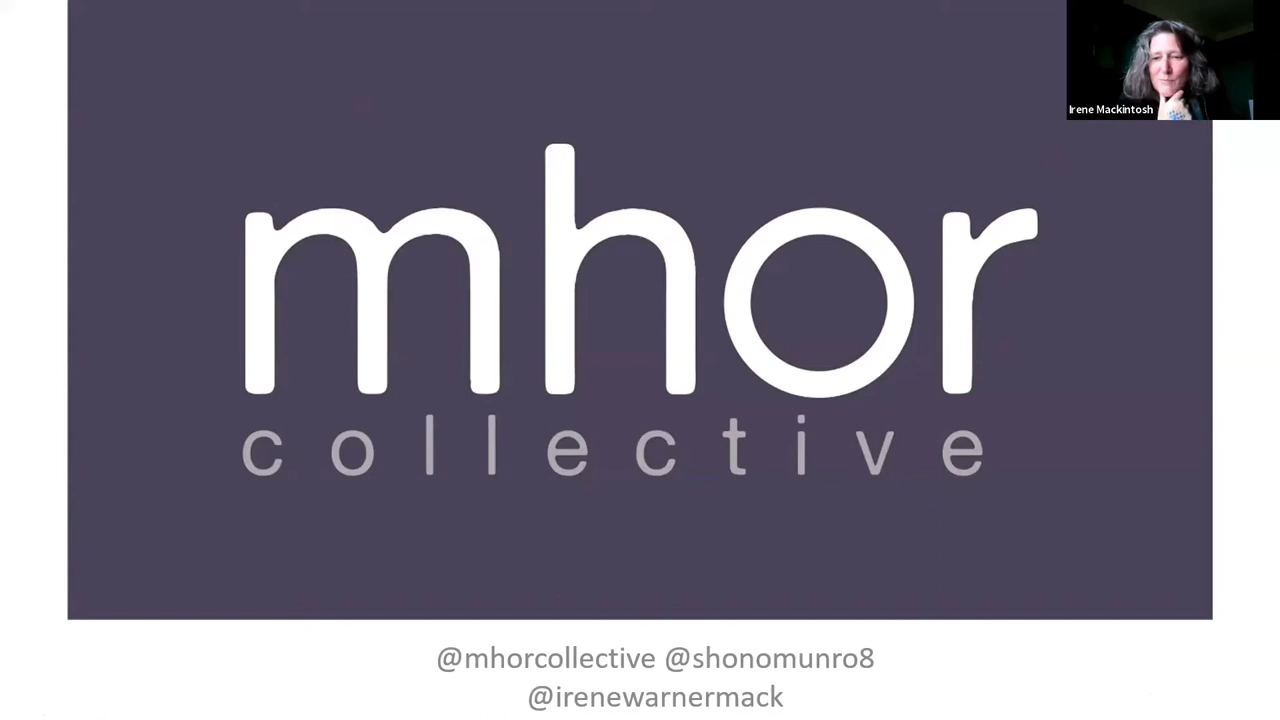 Irene Mackintosh
mhor
collective
@mhorcollective @shonomunro8
@irenewarnermack